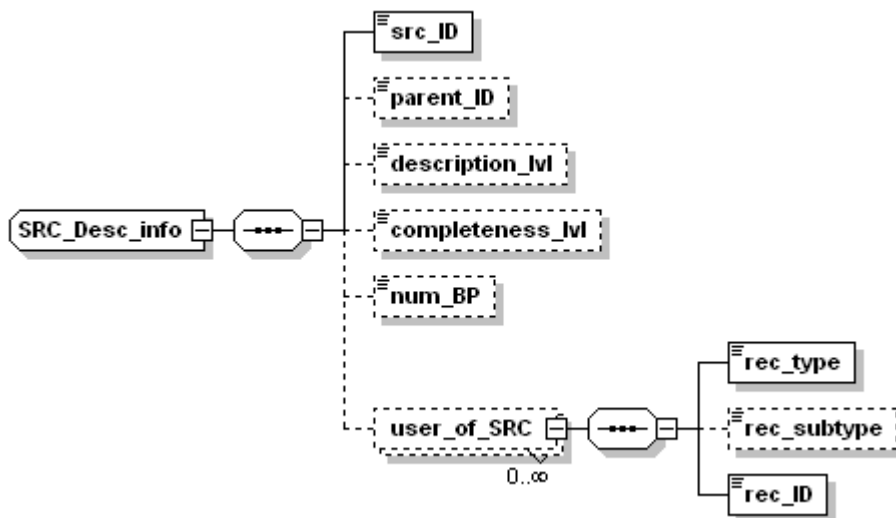 src_ID
parent_ID
description_lvl
completeness_lvl
SRC_Desc_info
num_BP
rec_type
user_of_SRC
rec_subtype
0..∞
rec_ID